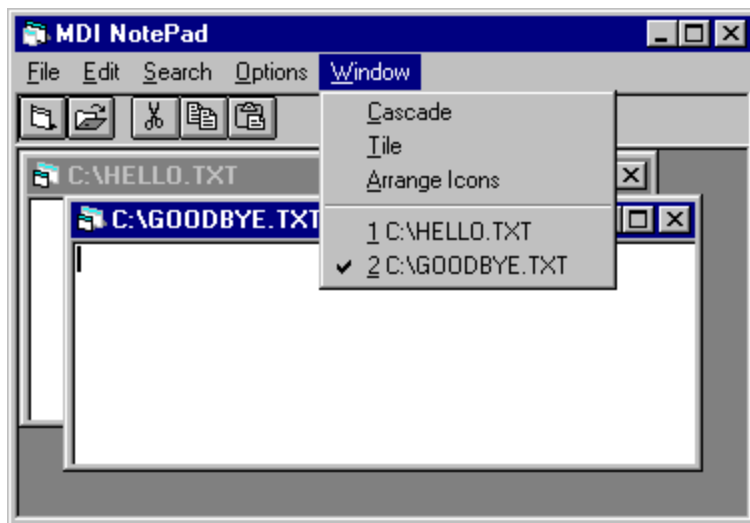 MDI NotePad
File Edit Search Options Window
Cascade
Tile
Arrange Icons
C:\HELLO.TXT
C:\GOODBYE.TXT
1 C:\HELLO.TXT
2 C:\GOODBYE.TXT